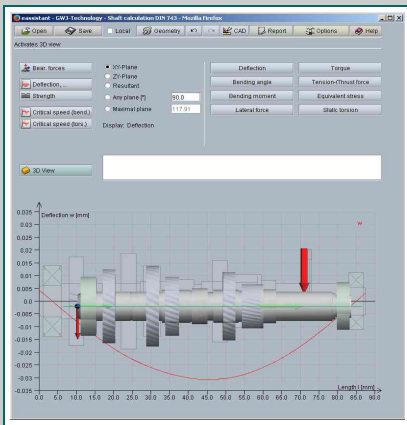 eassistant - GWJ-Technology - Shaft calculation DIN 743 - Mozilla Firefox
Open Save Local Geometry CAD Report Options Help
Activates 3D view
Bear. forces
Deflection,...
Strength
Critical speed (bend.)
Critical speed (tors.)
XY-Plane
ZY-Plane
Resultant
Any plane [°] 90.0
Maximal plane 117.91
Display: Deflection
Deflection Torque
Bending angle Tension-/Thrust force
Bending moment Equivalent stress
Lateral force Static torsion
3D View
Deflection w [mm]
w
0.035
0.03
0.025
0.02
0.015
0.01
0.005
0.0
-0.005
-0.01
-0.015
-0.02
-0.025
-0.03
-0.035
Length l [mm]
0.0 5.0 10.0 15.0 20.0 25.0 30.0 35.0 40.0 45.0 50.0 55.0 60.0 65.0 70.0 75.0 80.0 85.0 90.0